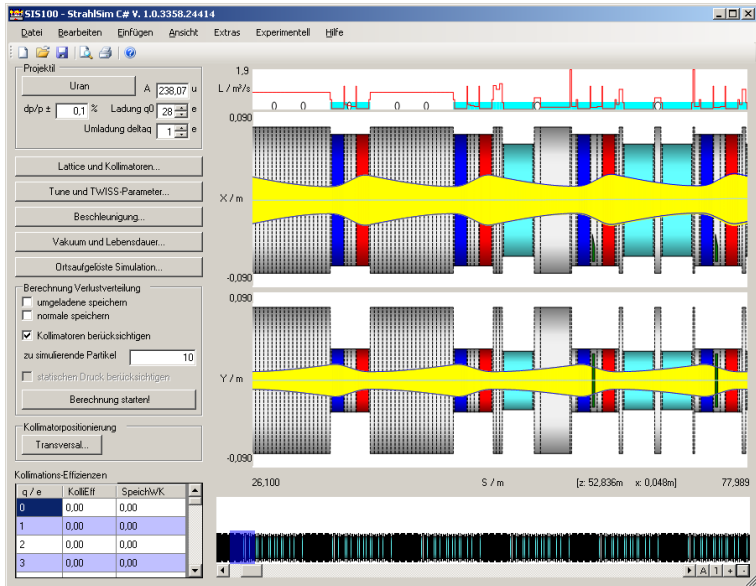 SIS100 - StrahlSim C# V. 1.0.3358.24414
Datei Bearbeiten Einfügen Ansicht Extras Experimentell Hilfe
Projektil
Uran A 238,07 u
dp/p ± 0,1 % Ladung q0 28 e
Umladung deltaq 1 e
Lattice und Kollimatoren...
Tune und TWISS-Parameter...
Beschleunigung...
Vakuum und Lebensdauer...
Ortsaufgelöste Simulation...
Berechnung Verlustverteilung
umgeladene speichern
normale speichern
Kollimatoren berücksichtigen
zu simulierende Partikel 10
statischen Druck berücksichtigen
Berechnung starten!
Kollimatorpositionierung
Transversal...
Kollimations-Effizienzen
q / e KolliEff SpeichWK
0 0,00 0,00
1 0,00 0,00
2 0,00 0,00
3 0,00 0,00
1,9
L / m³/s
0 0 0 0 0 0
0,090
X / m
-0,090
0,090
Y / m
-0,090
26,100 S / m [z: 52,836m x: 0,048m] 77,989
A 1 + -